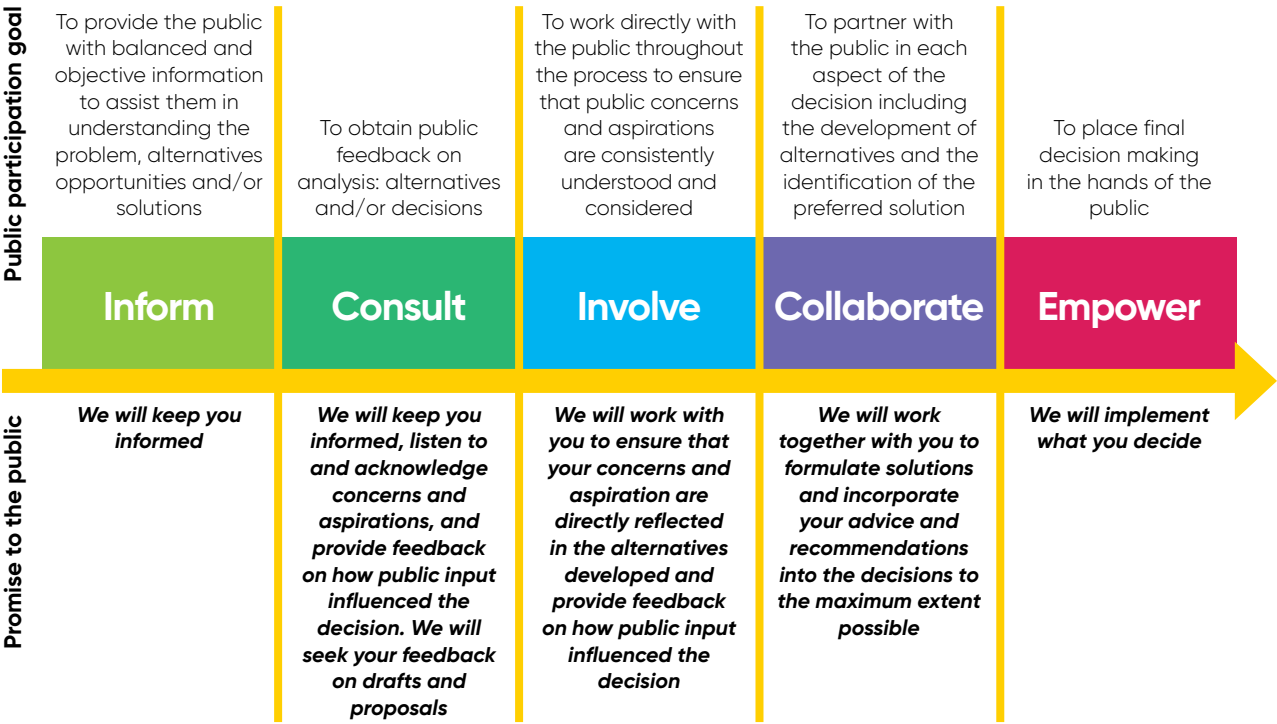 Public participation goal
To provide the public
with balanced and
objective information
to assist them in
understanding the
problem, alternatives
opportunities and/or
solutions
To obtain public
feedback on
analysis: alternatives
and/or decisions
To work directly with
the public throughout
the process to ensure
that public concerns
and aspirations
are consistently
understood and
considered
To partner with
the public in each
aspect of the
decision including
the development of
alternatives and the
identification of the
preferred solution
To place final
decision making
in the hands of the
public
Inform
Consult
Involve
Collaborate
Empower
Promise to the public
We will keep you
informed
We will keep you
informed, listen to
and acknowledge
concerns and
aspirations, and
provide feedback
on how public input
influenced the
decision. We will
seek your feedback
on drafts and
proposals
We will work with
you to ensure that
your concerns and
aspiration are
directly reflected
in the alternatives
developed and
provide feedback
on how public input
influenced the
decision
We will work
together with you to
formulate solutions
and incorporate
your advice and
recommendations
into the decisions to
the maximum extent
possible
We will implement
what you decide